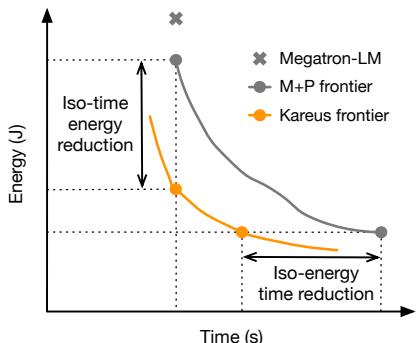 Megatron-LM
M+P frontier
Kareus frontier
Iso-time
energy
reduction
Energy (J)
Iso-energy
time reduction
Time (s)